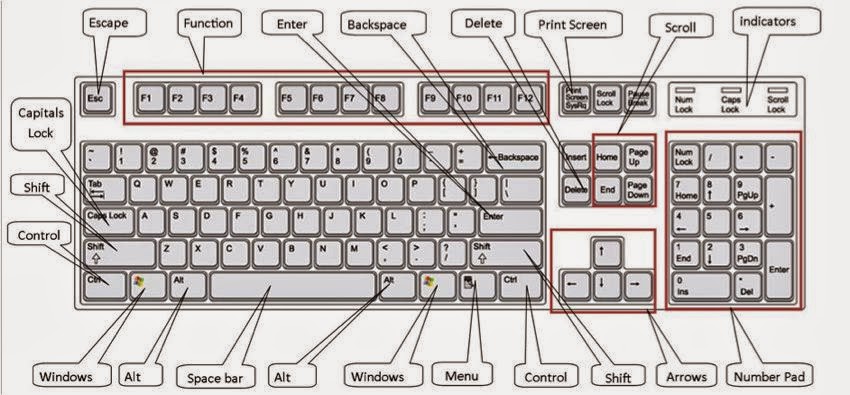 Escape
Function
Enter
Backspace
Delete
Print Screen
Scroll
indicators
Esc
F1 F2 F3 F4
F5 F6 F7 F8
F9 F10 F11 F12
Print Screen SysRq
Scroll Lock
Pause Break
Num Lock
Caps Lock
Scroll Lock
Capitals Lock
Shift
Control
~ `
! 1
@ 2
# 3
$ 4
% 5
^ 6
& 7
* 8
( 9
) 0
_ -
+ =
←Backspace
Insert
Home
Page Up
Num Lock
/
*
-
Tab
Q W E R T Y U I O P
{ [
} ]
| \
Delete
End
Page Down
7 Home
8 ↑
9 PgUp
+
Caps Lock
A S D F G H J K L
: ;
" '
Enter
4 ←
5
6 →
Shift ⇧
Z X C V B N M
< ,
> .
? /
Shift ⇧
↑
1 End
2 ↓
3 PgDn
Enter
Ctrl
Alt
Alt
Ctrl
← ↓ →
0 Ins
. Del
Windows
Alt
Space bar
Alt
Windows
Menu
Control
Shift
Arrows
Number Pad